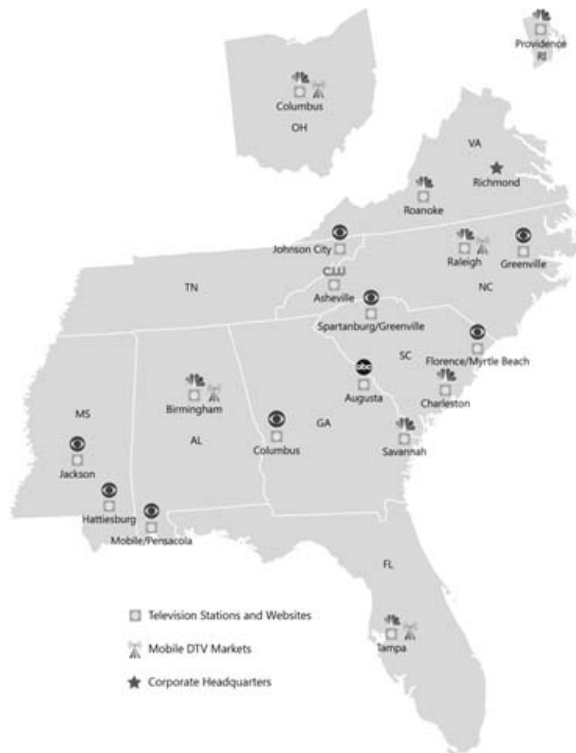 Providence
RI
Columbus
OH
VA
Richmond
Roanoke
Johnson City
Raleigh
Greenville
TN
CW
Asheville
NC
Spartanburg/Greenville
SC
Florence/Myrtle Beach
abc
Augusta
Charleston
Birmingham
MS
AL
GA
Columbus
Savannah
Jackson
Hattiesburg
Mobile/Pensacola
FL
Television Stations and Websites
Mobile DTV Markets
Tampa
Corporate Headquarters